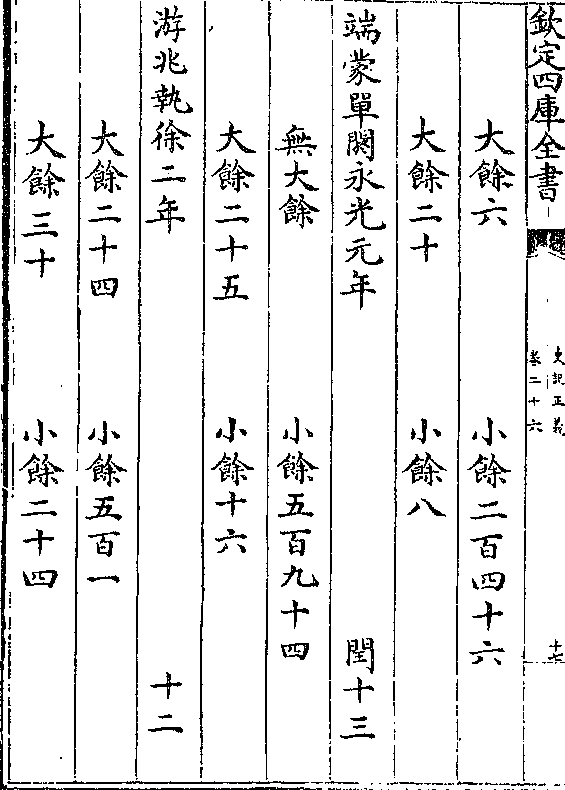 欽定四庫全書
史記正義
卷二十六
十七
大餘六 小餘二百四十六
大餘二十 小餘八
端蒙單閼永光元年 閏十三
無大餘 小餘五百九十四
大餘二十五 小餘十六
游兆執徐二年 十二
大餘二十四 小餘五百一
大餘三十 小餘二十四